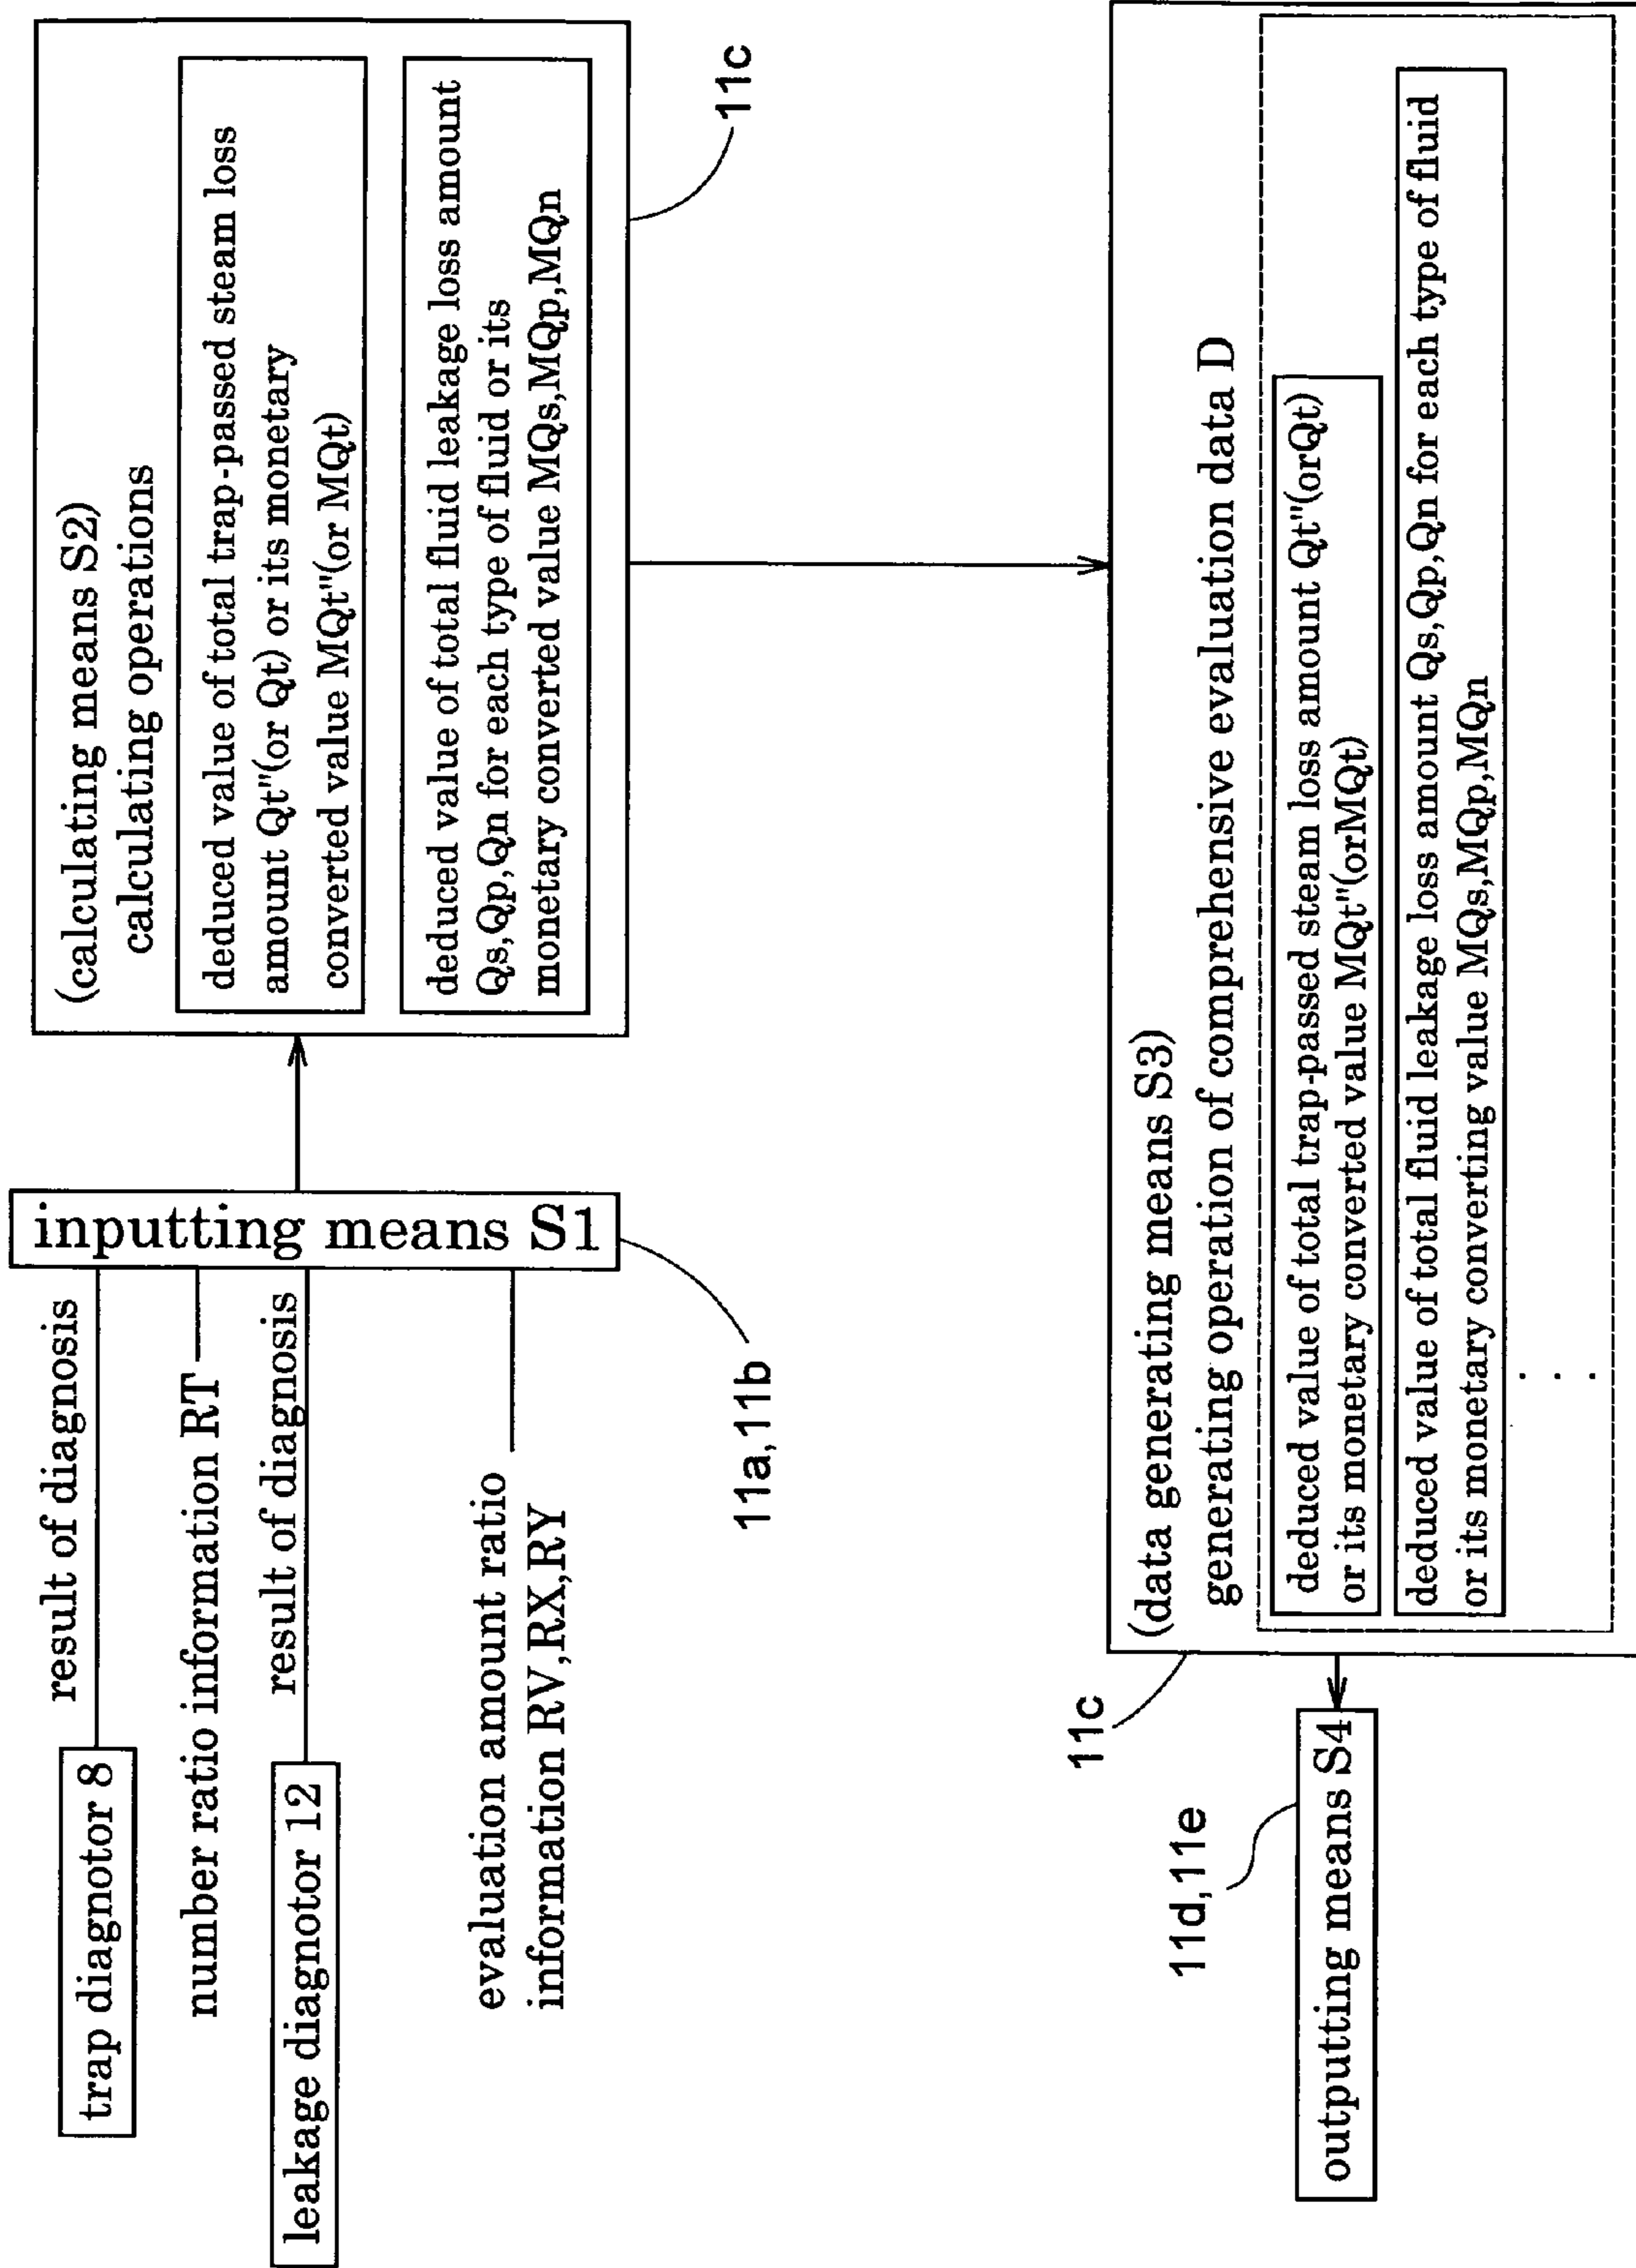 trap diagnotor 8
result of diagnosis
number ratio information RT
leakage diagnotor 12
result of diagnosis
evaluation amount ratio
information RV,RX,RY
inputting means S1
11a,11b
(calculating means S2)
calculating operations
deduced value of total trap-passed steam loss
amount Qt"(or Qt) or its monetary
converted value MQt"(or MQt)
deduced value of total fluid leakage loss amount
Qs,Qp,Qn for each type of fluid or its
monetary converted value MQs,MQp,MQn
11c
(data generating means S3)
generating operation of comprehensive evaluation data D
deduced value of total trap-passed steam loss amount Qt"(orQt)
or its monetary converted value MQt"(orMQt)
deduced value of total fluid leakage loss amount Qs,Qp,Qn for each type of fluid
or its monetary converting value MQs,MQp,MQn
. . .
11c
11d,11e
outputting means S4